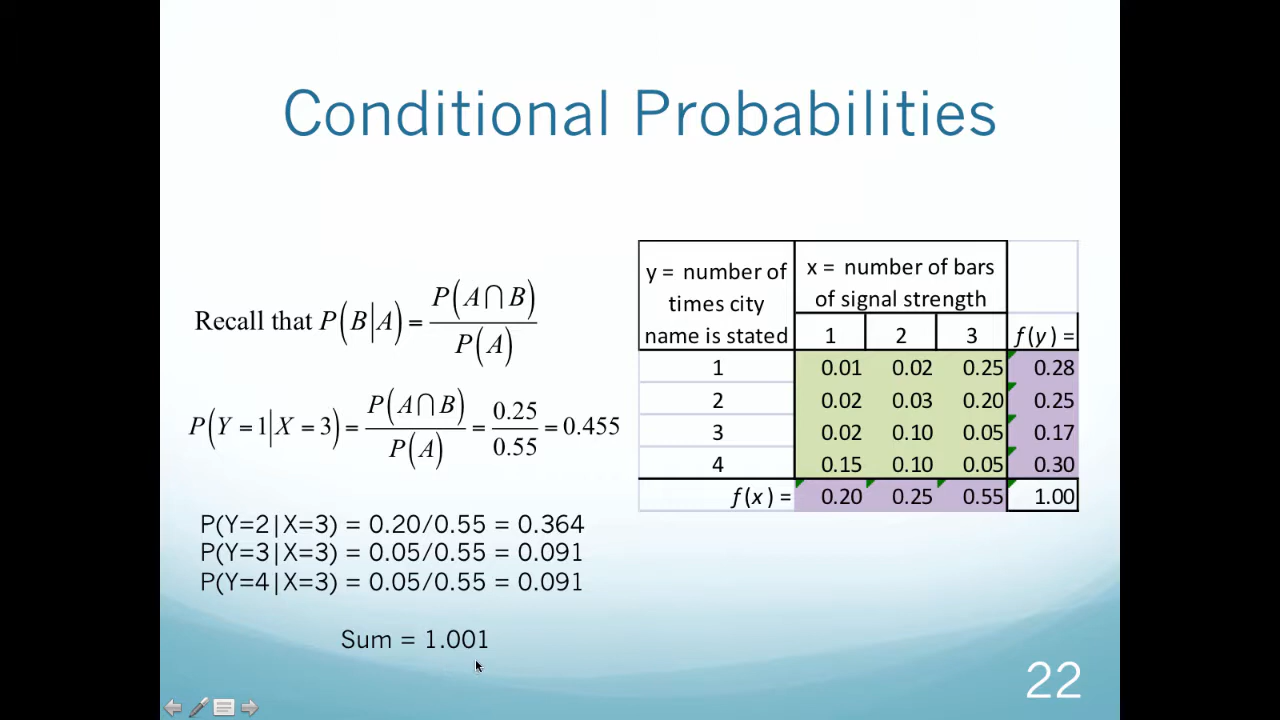 Conditional Probabilities
Recall that P(B|A) = P(A∩B) / P(A)
P(Y = 1|X = 3) = P(A∩B) / P(A) = 0.25 / 0.55 = 0.455
P(Y=2|X=3) = 0.20/0.55 = 0.364
P(Y=3|X=3) = 0.05/0.55 = 0.091
P(Y=4|X=3) = 0.05/0.55 = 0.091
Sum = 1.001
y = number of times city name is stated
x = number of bars of signal strength
1 2 3 f(y) =
1 0.01 0.02 0.25 0.28
2 0.02 0.03 0.20 0.25
3 0.02 0.10 0.05 0.17
4 0.15 0.10 0.05 0.30
f(x) = 0.20 0.25 0.55 1.00
22